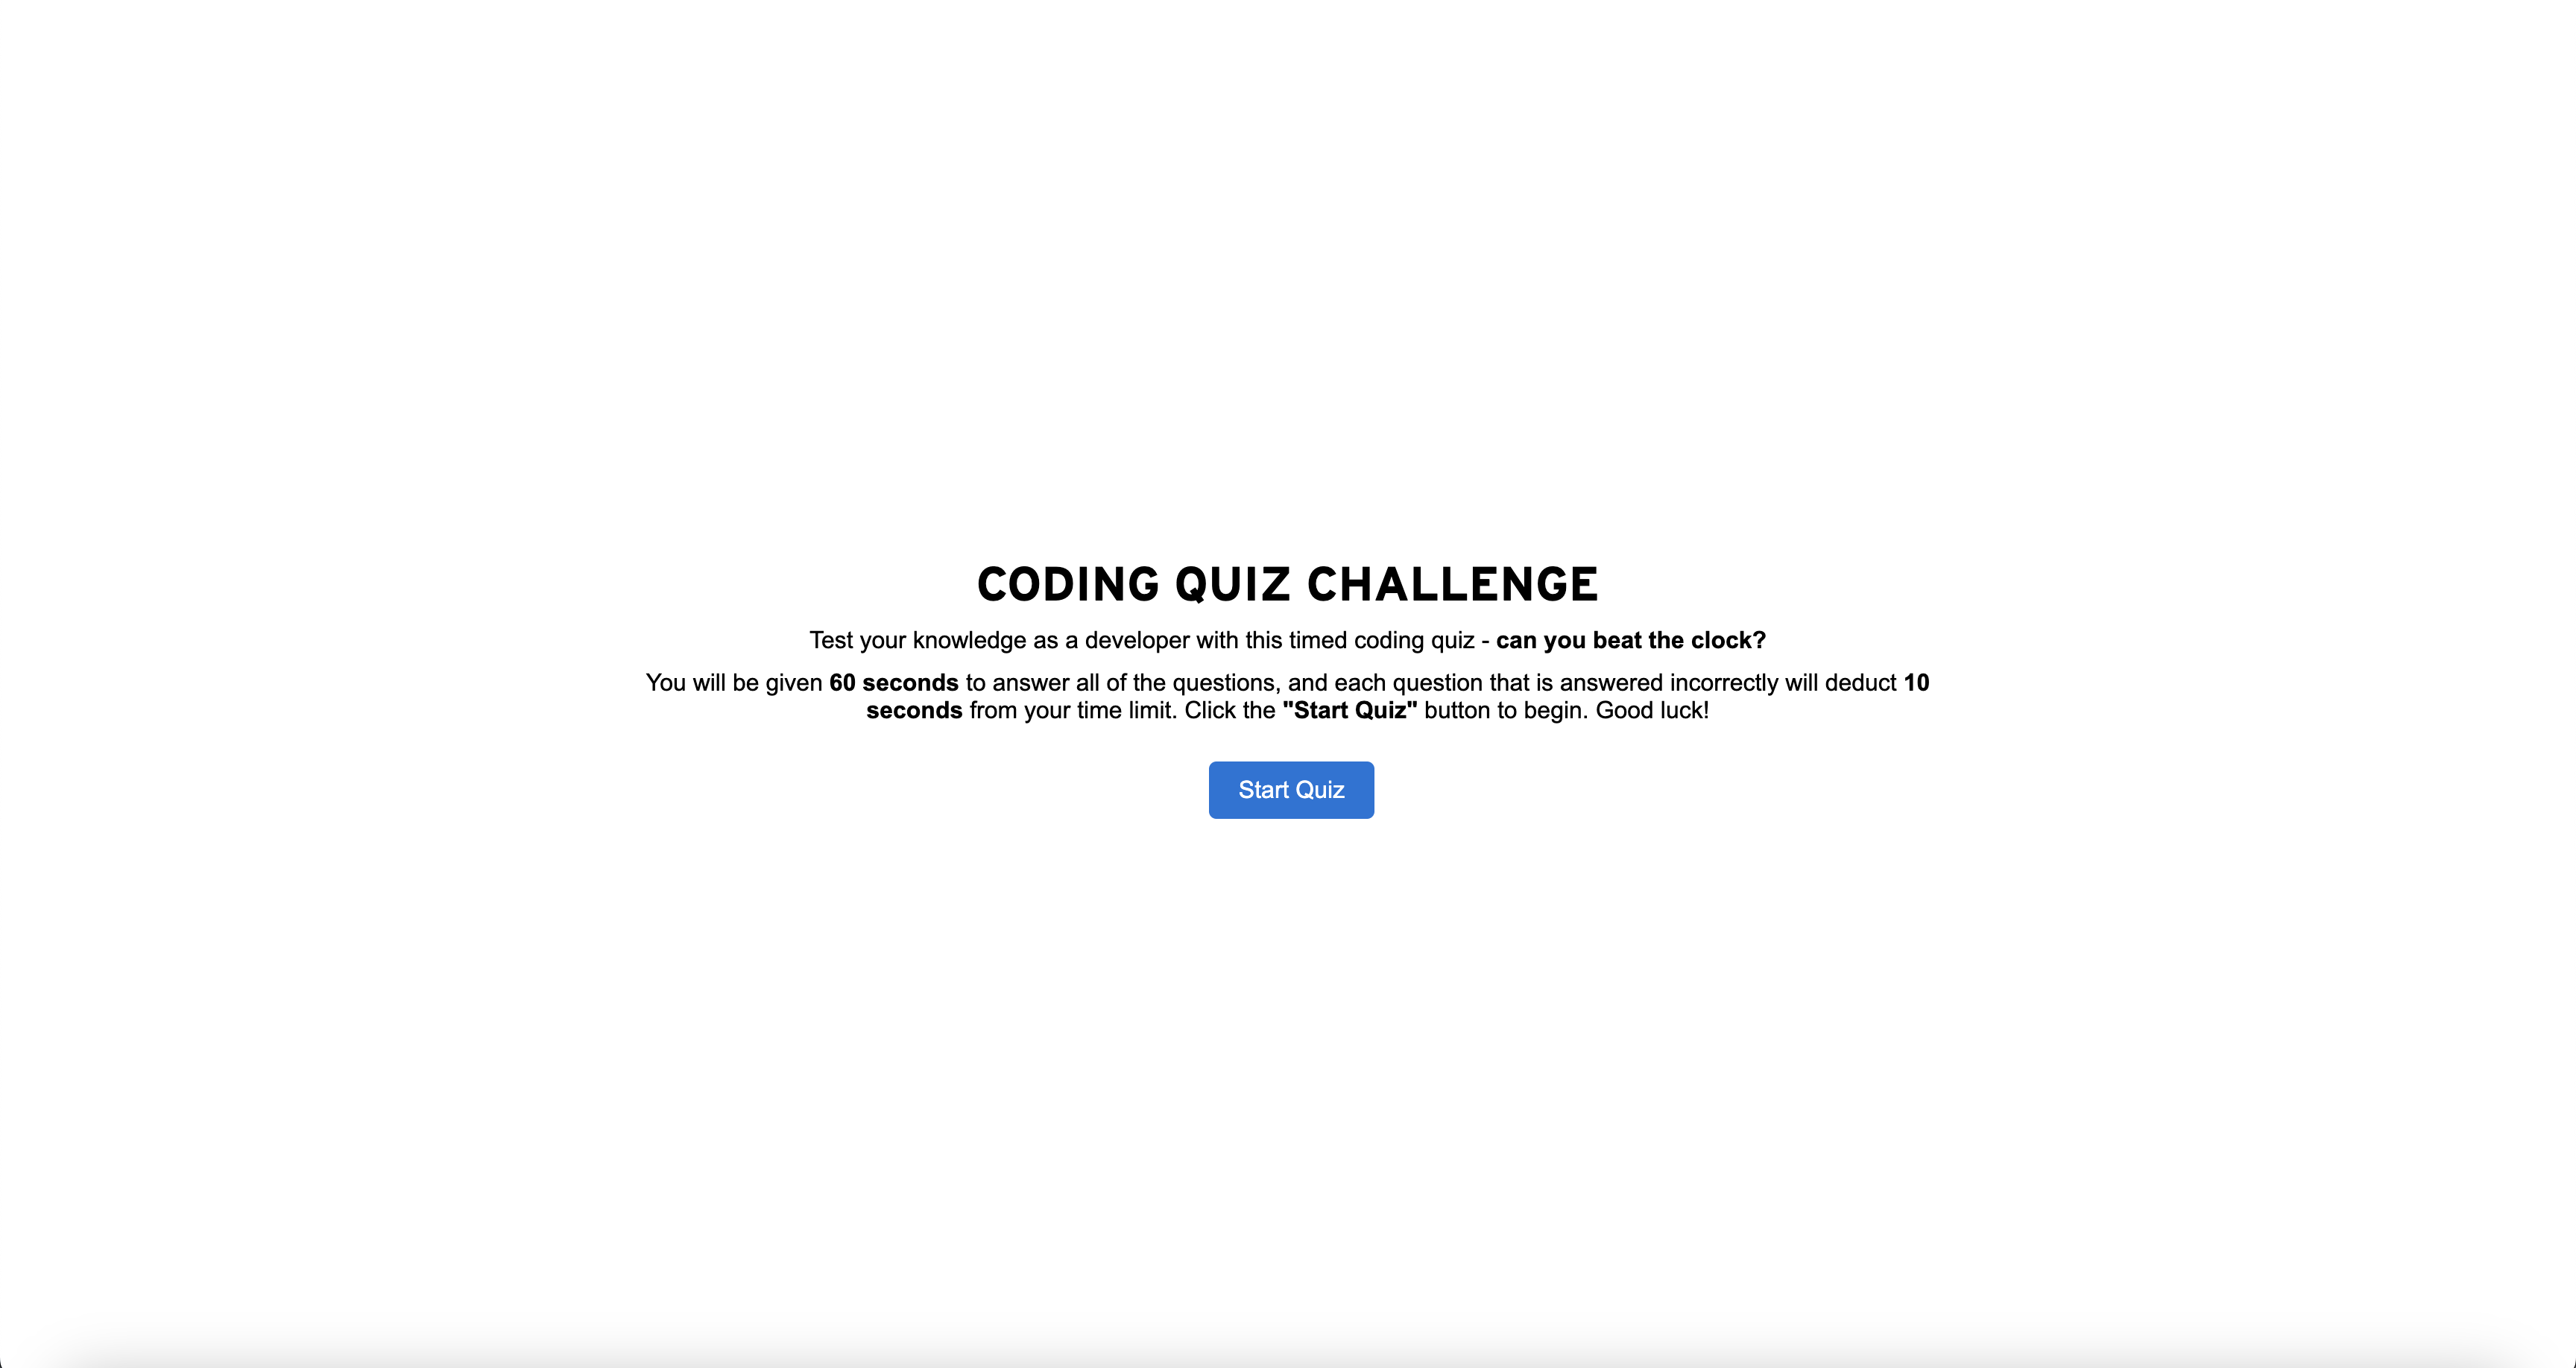 CODING QUIZ CHALLENGE
Test your knowledge as a developer with this timed coding quiz - can you beat the clock?
You will be given 60 seconds to answer all of the questions, and each question that is answered incorrectly will deduct 10
seconds from your time limit. Click the "Start Quiz" button to begin. Good luck!
Start Quiz